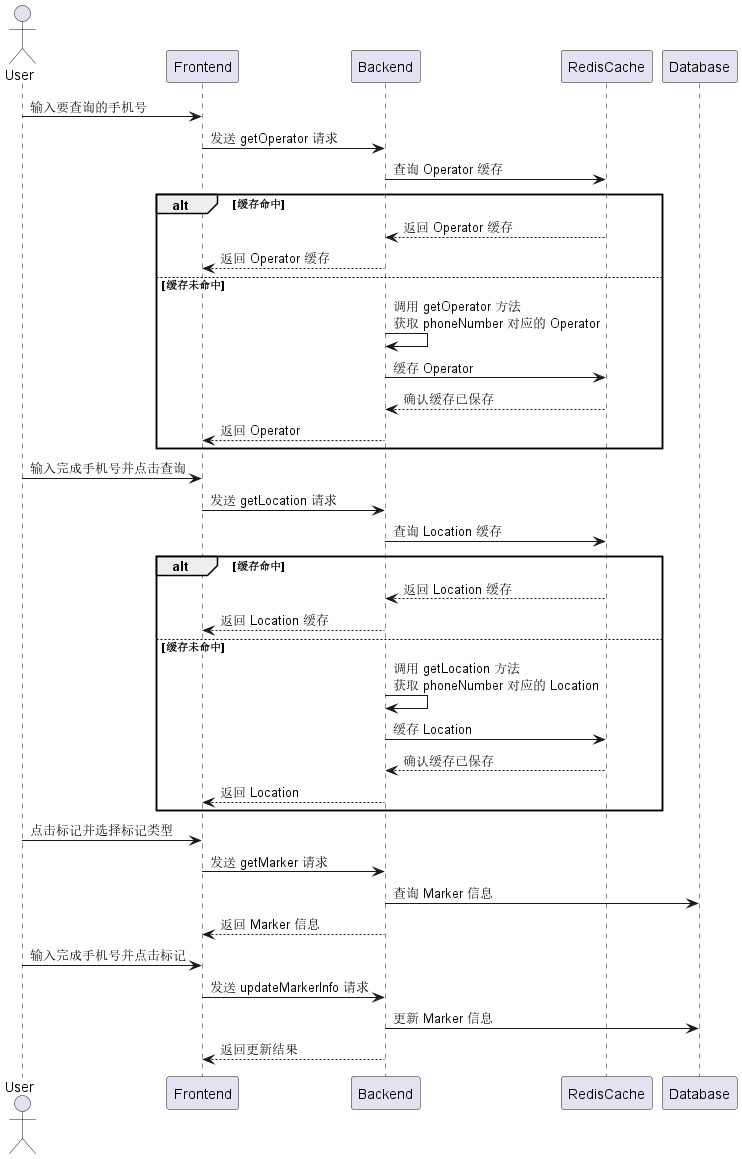 User
Frontend
Backend
RedisCache
Database
输入要查询的手机号
发送 getOperator 请求
查询 Operator 缓存
alt
[缓存命中]
返回 Operator 缓存
返回 Operator 缓存
[缓存未命中]
调用 getOperator 方法
获取 phoneNumber 对应的 Operator
缓存 Operator
确认缓存已保存
返回 Operator
输入完成手机号并点击查询
发送 getLocation 请求
查询 Location 缓存
alt
[缓存命中]
返回 Location 缓存
返回 Location 缓存
[缓存未命中]
调用 getLocation 方法
获取 phoneNumber 对应的 Location
缓存 Location
确认缓存已保存
返回 Location
点击标记并选择标记类型
发送 getMarker 请求
查询 Marker 信息
返回 Marker 信息
输入完成手机号并点击标记
发送 updateMarkerInfo 请求
更新 Marker 信息
返回更新结果
User
Frontend
Backend
RedisCache
Database